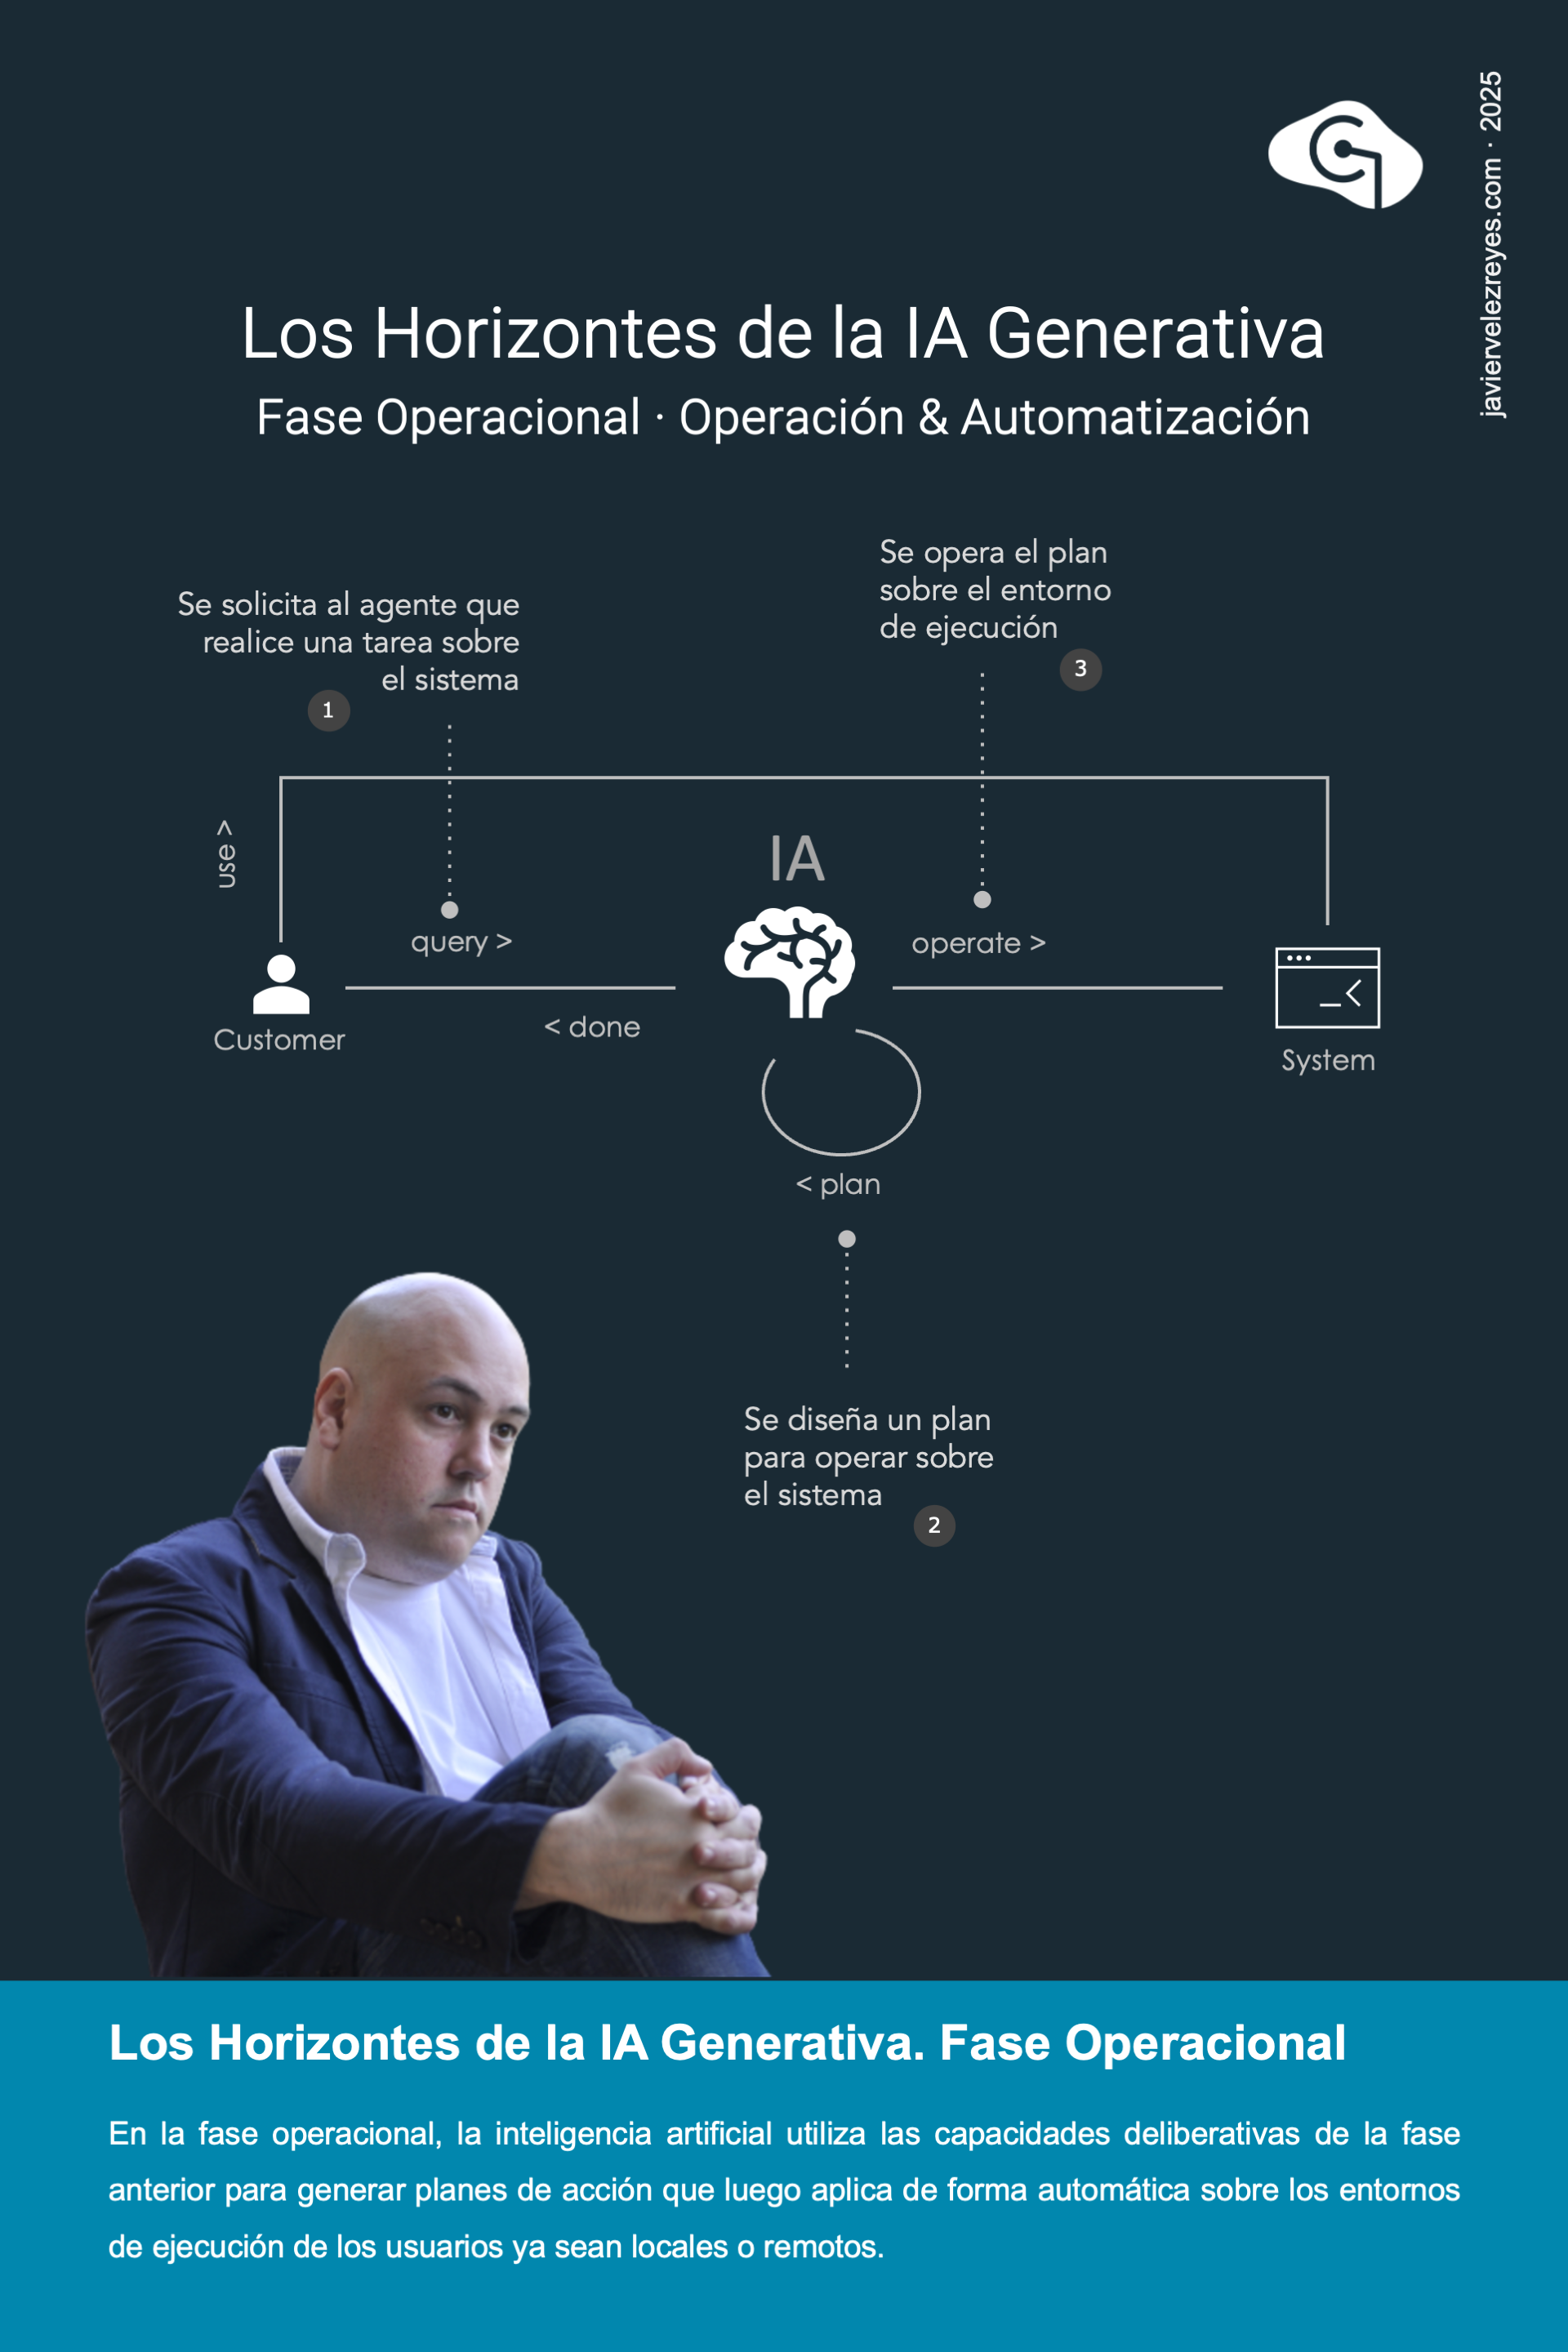 javiervelezreyes.com · 2025
Los Horizontes de la IA Generativa
Fase Operacional · Operación & Automatización
Se solicita al agente que
realice una tarea sobre
el sistema
1
Se opera el plan
sobre el entorno
de ejecución
3
use >
IA
query >
operate >
Customer
< done
System
< plan
Se diseña un plan
para operar sobre
el sistema
2
Los Horizontes de la IA Generativa. Fase Operacional
En la fase operacional, la inteligencia artificial utiliza las capacidades deliberativas de la fase
anterior para generar planes de acción que luego aplica de forma automática sobre los entornos
de ejecución de los usuarios ya sean locales o remotos.